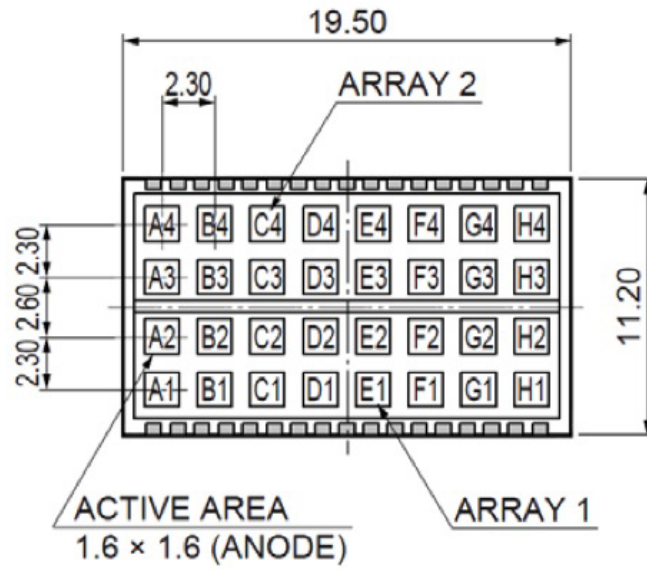 19.50
2.30
ARRAY 2
A4 B4 C4 D4 E4 F4 G4 H4
2.30
A3 B3 C3 D3 E3 F3 G3 H3
2.60
11.20
A2 B2 C2 D2 E2 F2 G2 H2
2.30
A1 B1 C1 D1 E1 F1 G1 H1
ACTIVE AREA
1.6 × 1.6 (ANODE)
ARRAY 1